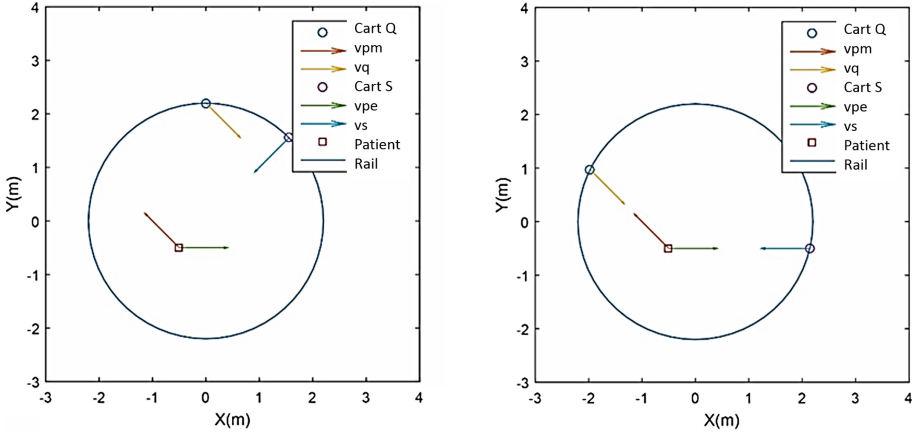 4
3
2
1
0
-1
-2
-3
Y(m)
-3 -2 -1 0 1 2 3 4
X(m)
Cart Q
vpm
vq
Cart S
vpe
vs
Patient
Rail
4
3
2
1
0
-1
-2
-3
Y(m)
-3 -2 -1 0 1 2 3 4
X(m)
Cart Q
vpm
vq
Cart S
vpe
vs
Patient
Rail